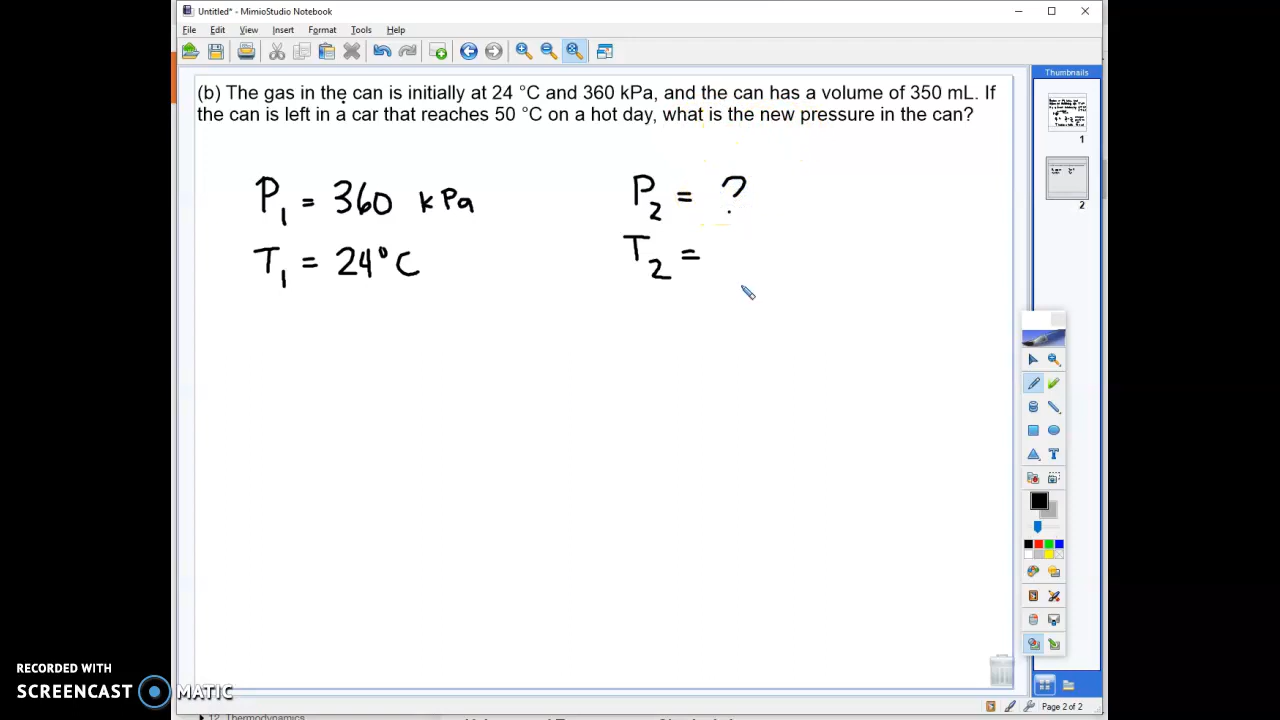 Untitled* - MimioStudio Notebook
File Edit View Insert Format Tools Help
Thumbnails
(b) The gas in the can is initially at 24 °C and 360 kPa, and the can has a volume of 350 mL. If
the can is left in a car that reaches 50 °C on a hot day, what is the new pressure in the can?
P₁ = 360 kPa
T₁ = 24°C
P₂ = ?
T₂ =
1
2
Page 2 of 2
RECORDED WITH
SCREENCAST MATIC
12 Thermodynamics